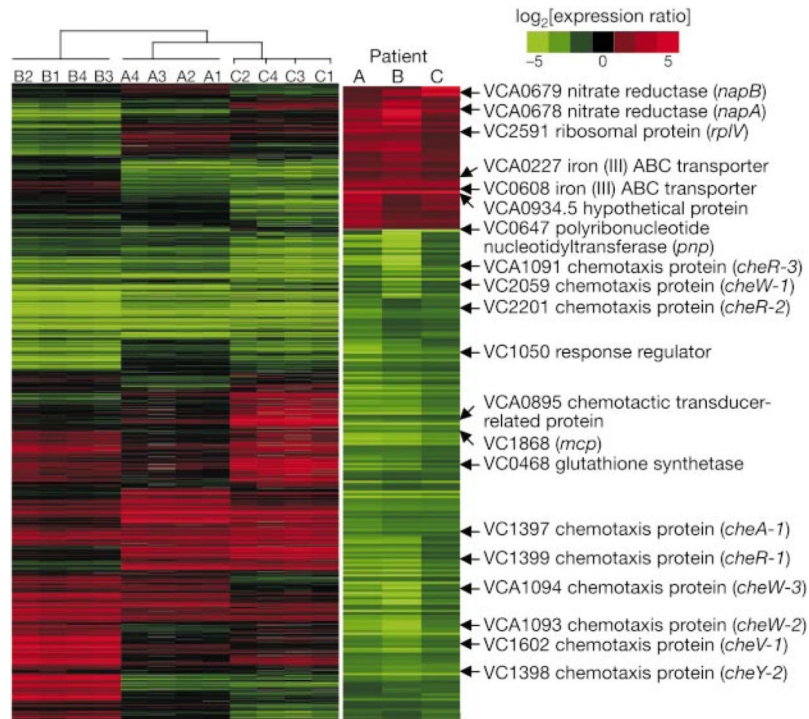 log2[expression ratio]
−5 0 5
Patient
B2 B1 B4 B3 A4 A3 A2 A1 C2 C4 C3 C1 A B C
VCA0679 nitrate reductase (napB)
VCA0678 nitrate reductase (napA)
VC2591 ribosomal protein (rplV)
VCA0227 iron (III) ABC transporter
VC0608 iron (III) ABC transporter
VCA0934.5 hypothetical protein
VC0647 polyribonucleotide
nucleotidyltransferase (pnp)
VCA1091 chemotaxis protein (cheR-3)
VC2059 chemotaxis protein (cheW-1)
VC2201 chemotaxis protein (cheR-2)
VC1050 response regulator
VCA0895 chemotactic transducer-
related protein
VC1868 (mcp)
VC0468 glutathione synthetase
VC1397 chemotaxis protein (cheA-1)
VC1399 chemotaxis protein (cheR-1)
VCA1094 chemotaxis protein (cheW-3)
VCA1093 chemotaxis protein (cheW-2)
VC1602 chemotaxis protein (cheV-1)
VC1398 chemotaxis protein (cheY-2)